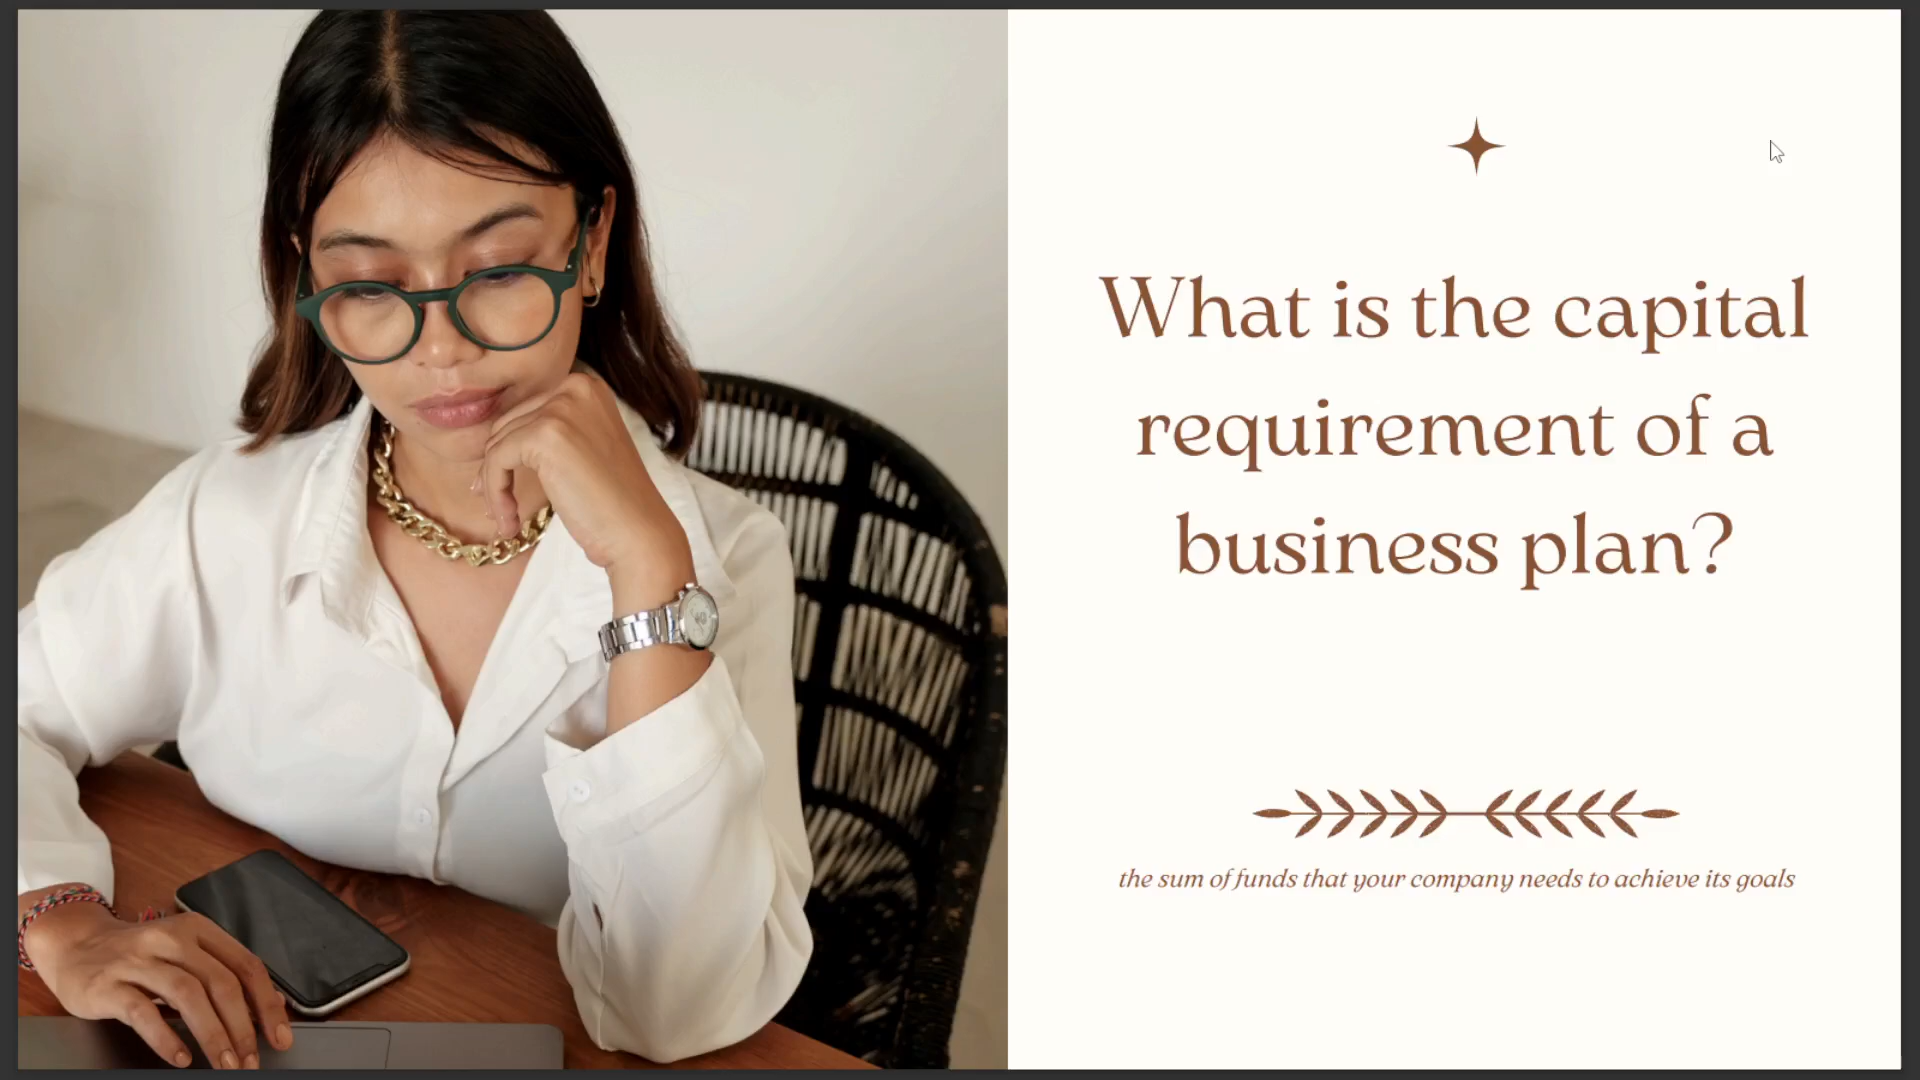 What is the capital
requirement of a
business plan?
the sum of funds that your company needs to achieve its goals